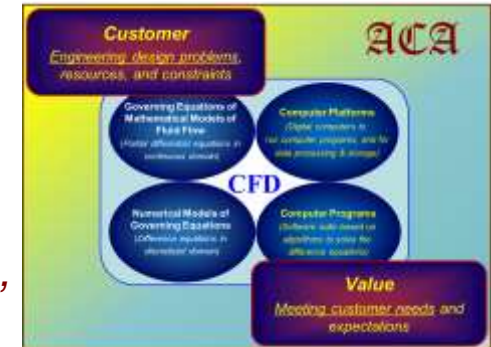 Customer
Engineering design problems,
resources, and constraints
ACA
Governing Equations of
Mathematical Models of
Fluid Flow
(Partial differential equations in
continuous domain)
Computer Platforms
(Digital computers to
run computer programs, and for
data processing & storage)
CFD
Numerical Models of
Governing Equations
(Difference equations in
discretized domain)
Computer Programs
(Software suite based on
algorithms to solve the
difference equations)
Value
Meeting customer needs and
expectations
,